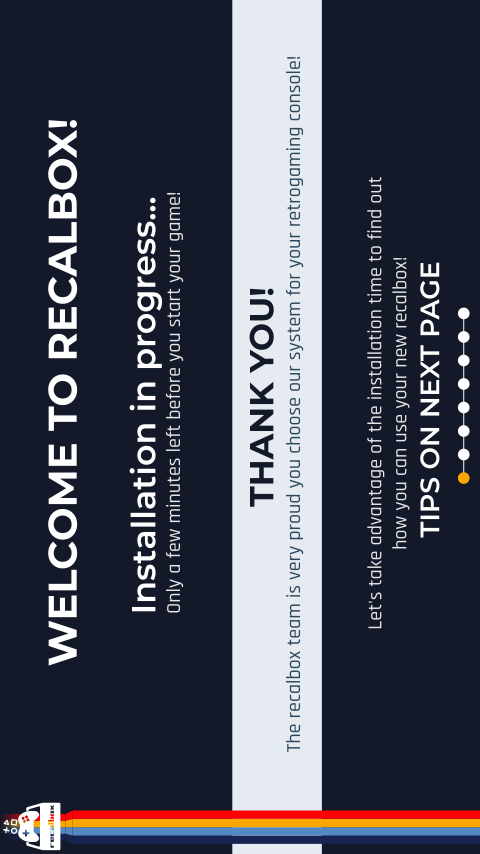 WELCOME TO RECALBOX!
Installation in progress...
Only a few minutes left before you start your game!
THANK YOU!
The recalbox team is very proud you choose our system for your retrogaming console!
Let's take advantage of the installation time to find out
how you can use your new recalbox!
TIPS ON NEXT PAGE
recalbox